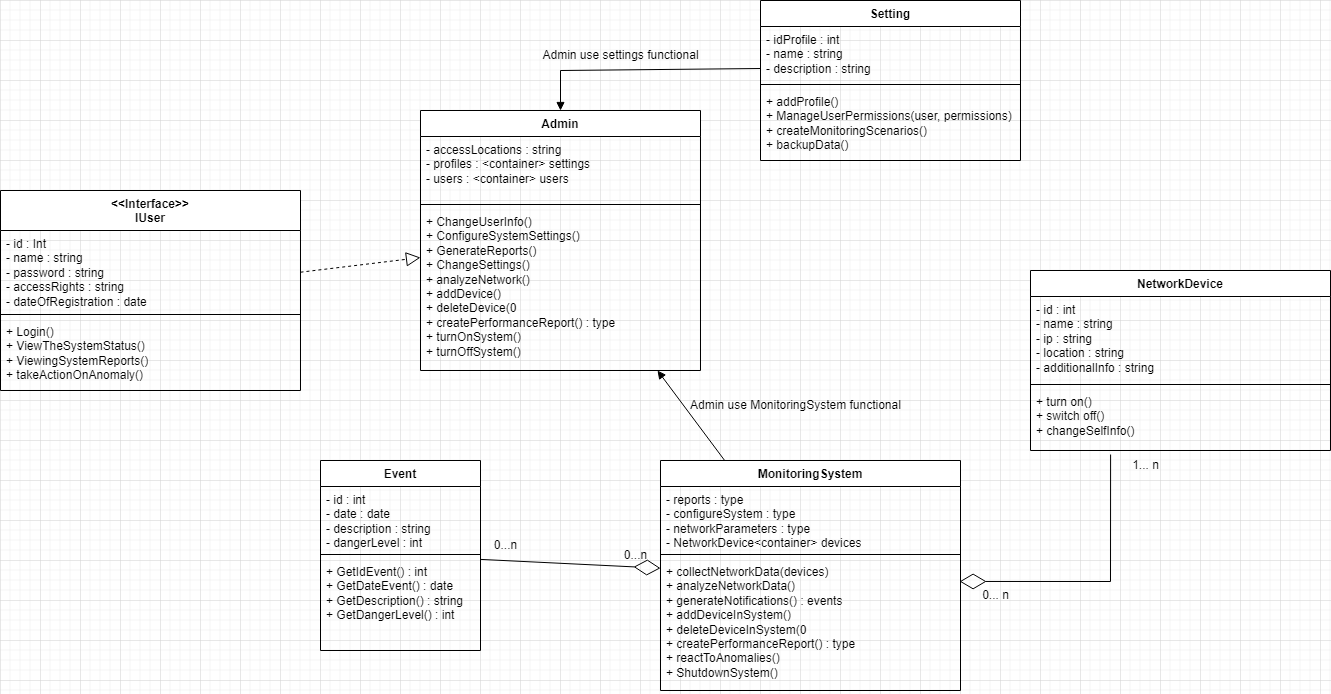 Setting
- idProfile : int
- name : string
- description : string
+ addProfile()
+ ManageUserPermissions(user, permissions)
+ createMonitoringScenarios()
+ backupData()
Admin use settings functional
Admin
- accessLocations : string
- profiles : <container> settings
- users : <container> users
+ ChangeUserInfo()
+ ConfigureSystemSettings()
+ GenerateReports()
+ ChangeSettings()
+ analyzeNetwork()
+ addDevice()
+ deleteDevice(0
+ createPerformanceReport() : type
+ turnOnSystem()
+ turnOffSystem()
<<Interface>>
IUser
- id : Int
- name : string
- password : string
- accessRights : string
- dateOfRegistration : date
+ Login()
+ ViewTheSystemStatus()
+ ViewingSystemReports()
+ takeActionOnAnomaly()
NetworkDevice
- id : int
- name : string
- ip : string
- location : string
- additionalInfo : string
+ turn on()
+ switch off()
+ changeSelfInfo()
Admin use MonitoringSystem functional
1... n
Event
- id : int
- date : date
- description : string
- dangerLevel : int
+ GetIdEvent() : int
+ GetDateEvent() : date
+ GetDescription() : string
+ GetDangerLevel() : int
0...n
0...n
MonitoringSystem
- reports : type
- configureSystem : type
- networkParameters : type
- NetworkDevice<container> devices
+ collectNetworkData(devices)
+ analyzeNetworkData()
+ generateNotifications() : events
+ addDeviceInSystem()
+ deleteDeviceInSystem(0
+ createPerformanceReport() : type
+ reactToAnomalies()
+ ShutdownSystem()
0... n